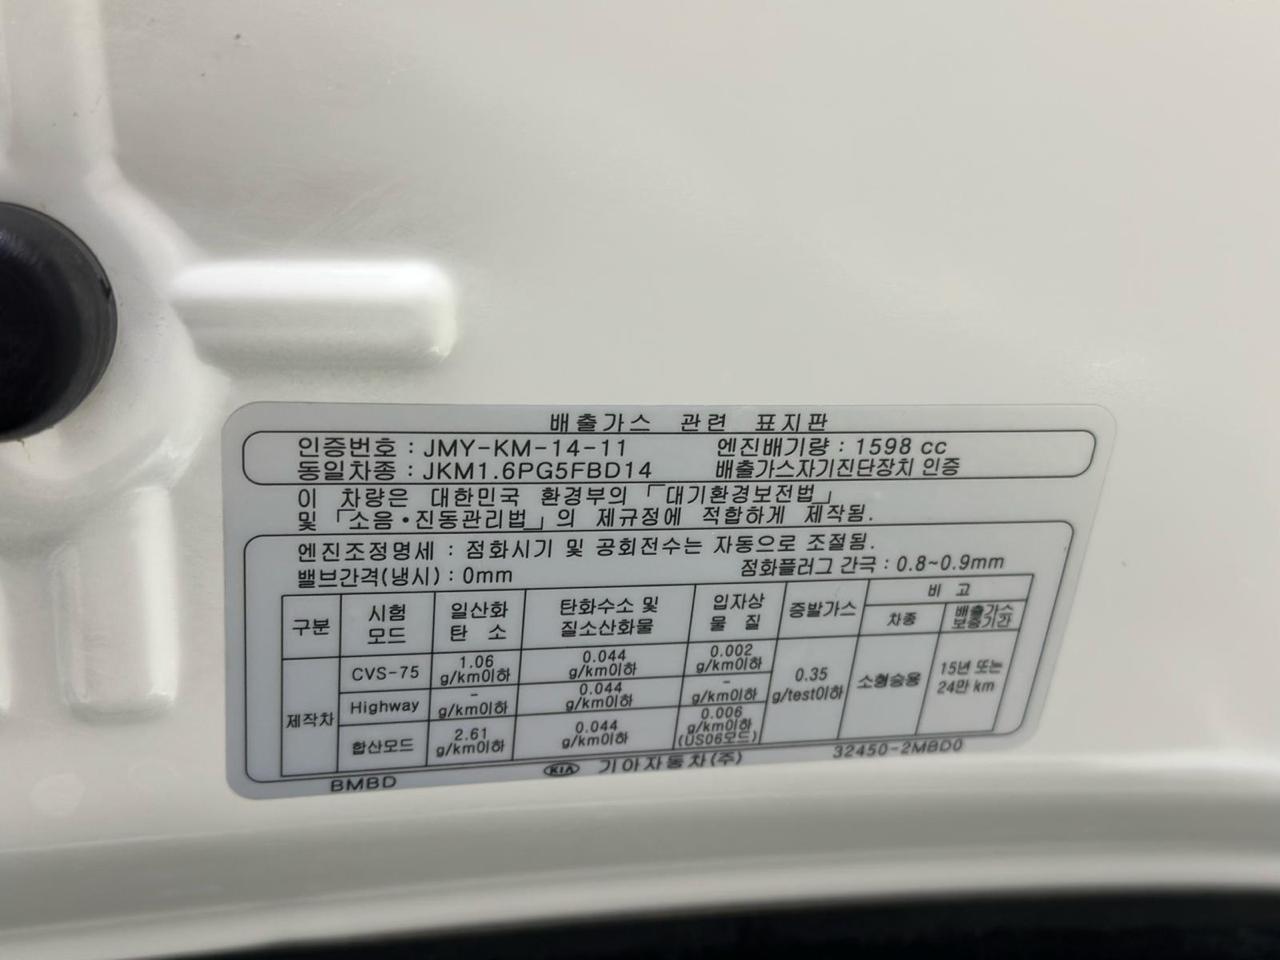 배출가스 관련 표지판
인증번호 : JMY-KM-14-11 엔진배기량 : 1598 cc
동일차종 : JKM1.6PG5FBD14 배출가스자기진단장치 인증
이 차량은 대한민국 환경부의 「대기환경보전법」
및 「소음·진동관리법」의 제규정에 적합하게 제작됨.
엔진조정명세 : 점화시기 및 공회전수는 자동으로 조절됨.
밸브간격(냉시) : 0mm 점화플러그 간극 : 0.8~0.9mm
구분 시험 모드 일산화 탄 소 탄화수소 및 질소산화물 입자상 물 질 증발가스 비 고
차종 배출가스 보증기간
제작차 CVS-75 1.06 g/km이하 0.044 g/km이하 0.002 g/km이하 0.35 g/test이하 소형승용 15년 또는 24만 km
Highway - g/km이하 0.044 g/km이하 - g/km이하
합산모드 2.61 g/km이하 0.044 g/km이하 0.006 g/km이하 (US06모드)
BMBD KIA 기아자동차(주) 32450-2MBD0